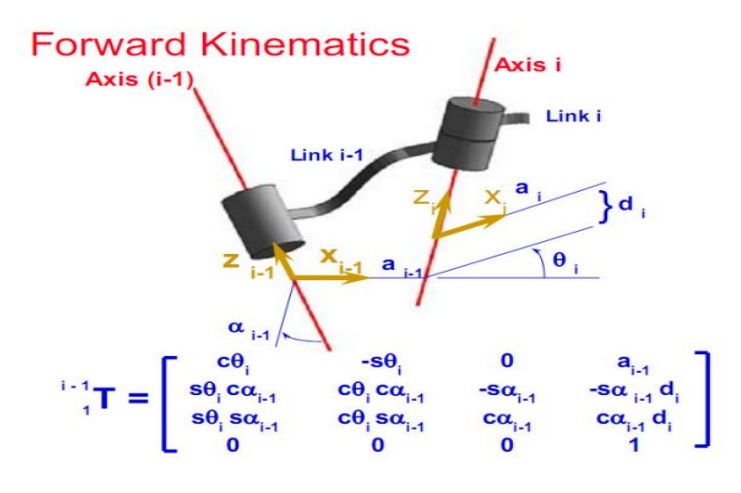 Forward Kinematics
Axis (i-1)
Axis i
Link i
Link i-1
Z i
X i
a i
} d i
Z i-1
X i-1
a i-1
θ i
α i-1
i-1 1 T = [ cθi -sθi 0 ai-1
sθi cαi-1 cθi cαi-1 -sαi-1 -sαi-1 di
sθi sαi-1 cθi sαi-1 cαi-1 cαi-1 di
0 0 0 1 ]